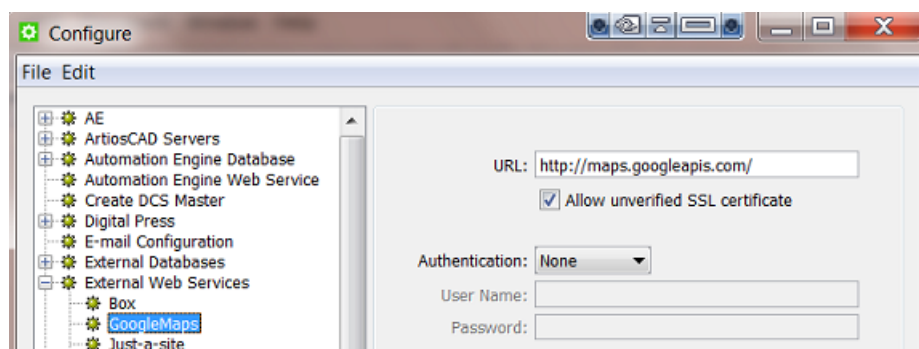 Configure
File Edit
AE
ArtiosCAD Servers
Automation Engine Database
Automation Engine Web Service
Create DCS Master
Digital Press
E-mail Configuration
External Databases
External Web Services
Box
GoogleMaps
Just-a-site
URL: http://maps.googleapis.com/
Allow unverified SSL certificate
Authentication: None
User Name:
Password: